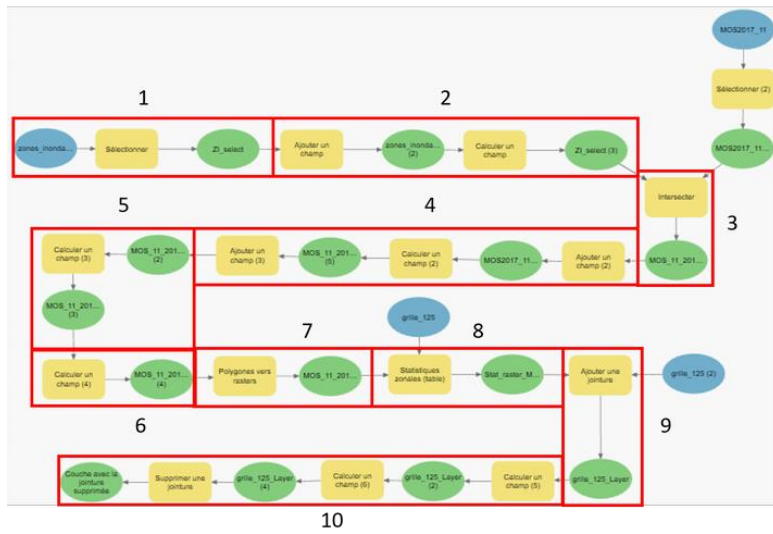 MOS2017_11
Sélectionner (2)
MOS2017_11...
1
2
zones_inonda...
Sélectionner
ZI_select
Ajouter un
champ
zones_inonda...
(2)
Calculer un
champ
ZI_select (3)
Intersecter
3
MOS_11_201...
5
4
Calculer un
champ (3)
MOS_11_201...
(2)
Ajouter un
champ (3)
MOS_11_201...
(5)
Calculer un
champ (2)
MOS2017_11...
Ajouter un
champ (2)
MOS_11_201...
(3)
grille_125
7
8
Calculer un
champ (4)
MOS_11_201...
(4)
Polygones vers
rasters
MOS_11_201...
Statistiques
zonales (table)
Stat_raster_M...
Ajouter une
jointure
grille_125 (2)
6
9
Couche avec la
jointure
supprimée
Supprimer une
jointure
grille_125_Layer
(4)
Calculer un
champ (6)
grille_125_Layer
(2)
Calculer un
champ (5)
grille_125_Layer
10